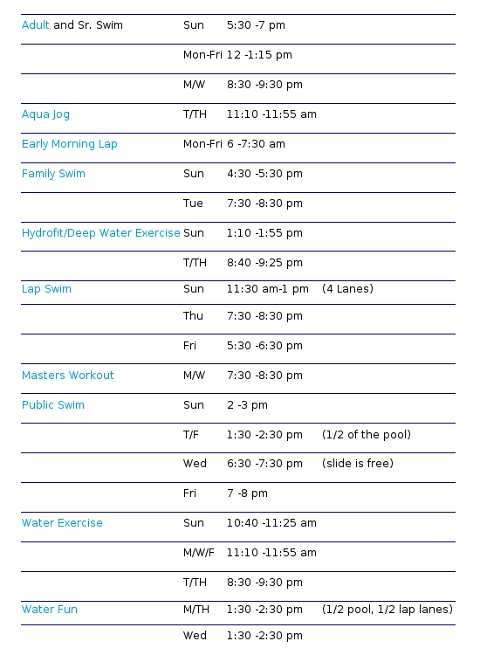 Adult and Sr. Swim Sun 5:30 -7 pm
Mon-Fri 12 -1:15 pm
M/W 8:30 -9:30 pm
Aqua Jog T/TH 11:10 -11:55 am
Early Morning Lap Mon-Fri 6 -7:30 am
Family Swim Sun 4:30 -5:30 pm
Tue 7:30 -8:30 pm
Hydrofit/Deep Water Exercise Sun 1:10 -1:55 pm
T/TH 8:40 -9:25 pm
Lap Swim Sun 11:30 am-1 pm (4 Lanes)
Thu 7:30 -8:30 pm
Fri 5:30 -6:30 pm
Masters Workout M/W 7:30 -8:30 pm
Public Swim Sun 2 -3 pm
T/F 1:30 -2:30 pm (1/2 of the pool)
Wed 6:30 -7:30 pm (slide is free)
Fri 7 -8 pm
Water Exercise Sun 10:40 -11:25 am
M/W/F 11:10 -11:55 am
T/TH 8:30 -9:30 pm
Water Fun M/TH 1:30 -2:30 pm (1/2 pool, 1/2 lap lanes)
Wed 1:30 -2:30 pm